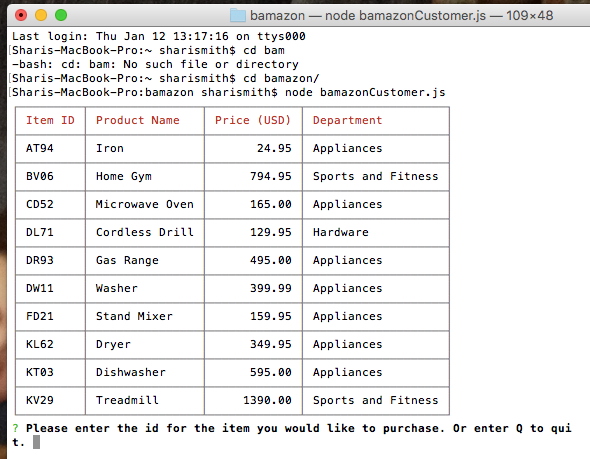 bamazon — node bamazonCustomer.js — 109×48
Last login: Thu Jan 12 13:17:16 on ttys000
[Sharis-MacBook-Pro:~ sharismith$ cd bam
-bash: cd: bam: No such file or directory
[Sharis-MacBook-Pro:~ sharismith$ cd bamazon/
[Sharis-MacBook-Pro:bamazon sharismith$ node bamazonCustomer.js
Item ID Product Name Price (USD) Department
AT94 Iron 24.95 Appliances
BV06 Home Gym 794.95 Sports and Fitness
CD52 Microwave Oven 165.00 Appliances
DL71 Cordless Drill 129.95 Hardware
DR93 Gas Range 495.00 Appliances
DW11 Washer 399.99 Appliances
FD21 Stand Mixer 159.95 Appliances
KL62 Dryer 349.95 Appliances
KT03 Dishwasher 595.00 Appliances
KV29 Treadmill 1390.00 Sports and Fitness
? Please enter the id for the item you would like to purchase. Or enter Q to qui
t.